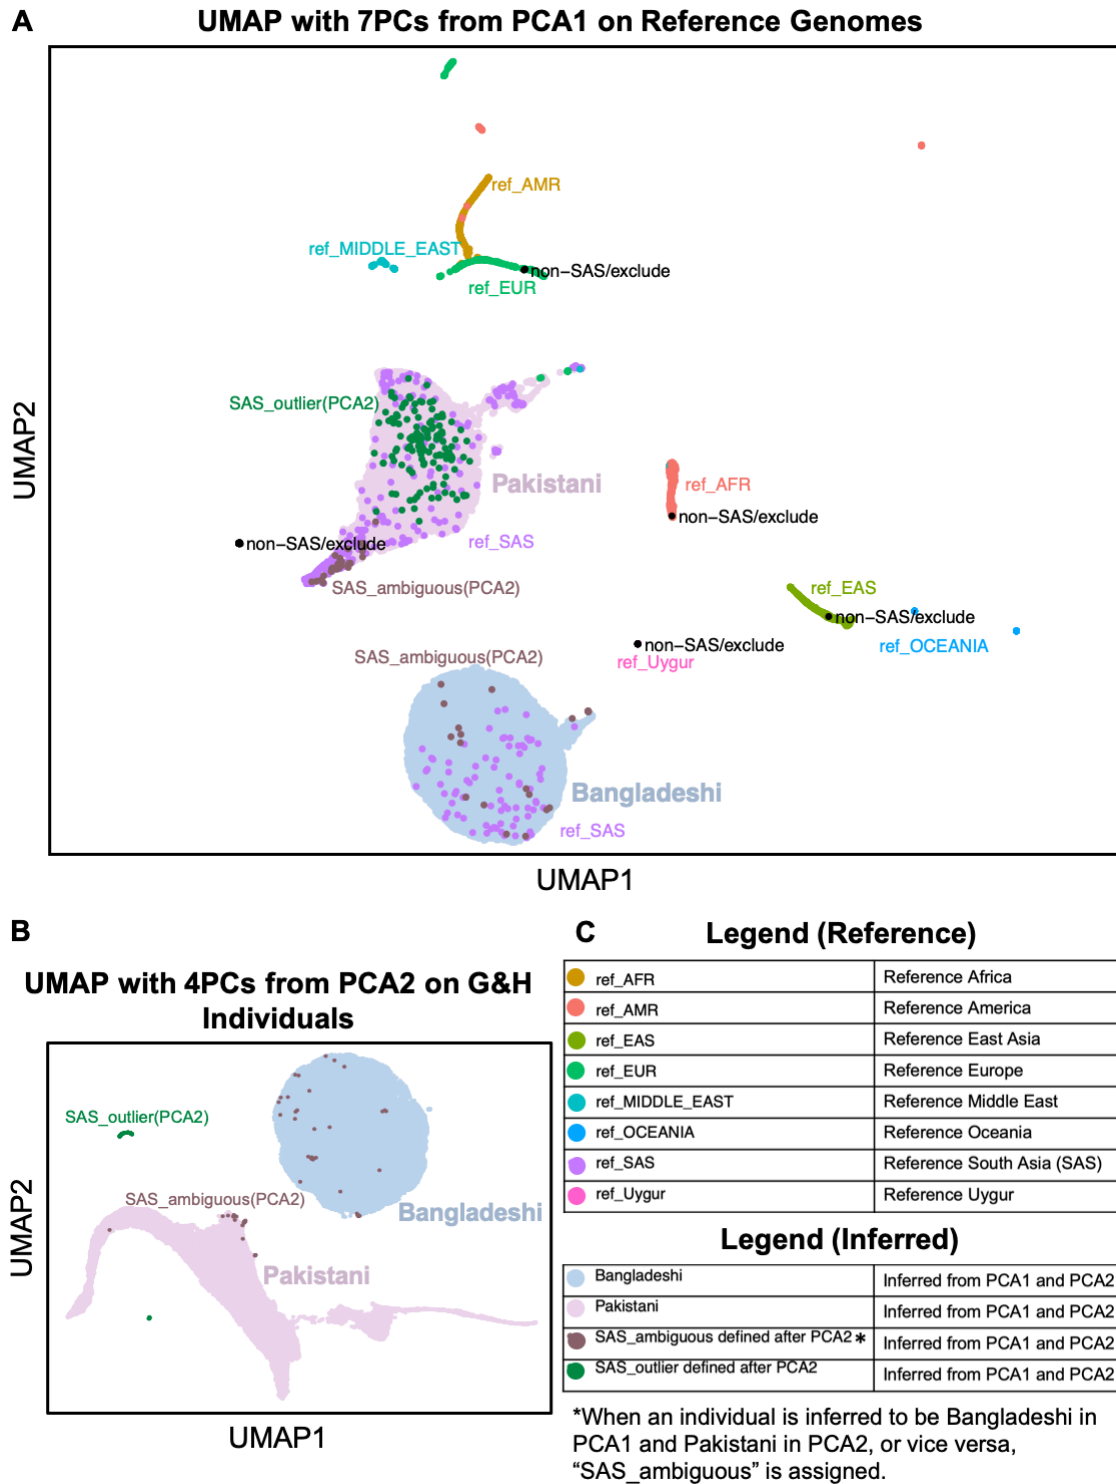 A
UMAP with 7PCs from PCA1 on Reference Genomes
ref_AMR
ref_MIDDLE_EAST
non-SAS/exclude
ref_EUR
SAS_outlier(PCA2)
Pakistani
ref_AFR
non-SAS/exclude
ref_SAS
non-SAS/exclude
SAS_ambiguous(PCA2)
ref_EAS
non-SAS/exclude
ref_OCEANIA
non-SAS/exclude
ref_Uygur
SAS_ambiguous(PCA2)
Bangladeshi
ref_SAS
UMAP2
UMAP1
B
UMAP with 4PCs from PCA2 on G&H
Individuals
SAS_outlier(PCA2)
SAS_ambiguous(PCA2)
Bangladeshi
Pakistani
UMAP2
UMAP1
C
Legend (Reference)
ref_AFR Reference Africa
ref_AMR Reference America
ref_EAS Reference East Asia
ref_EUR Reference Europe
ref_MIDDLE_EAST Reference Middle East
ref_OCEANIA Reference Oceania
ref_SAS Reference South Asia (SAS)
ref_Uygur Reference Uygur
Legend (Inferred)
Bangladeshi Inferred from PCA1 and PCA2
Pakistani Inferred from PCA1 and PCA2
SAS_ambiguous defined after PCA2* Inferred from PCA1 and PCA2
SAS_outlier defined after PCA2 Inferred from PCA1 and PCA2
*When an individual is inferred to be Bangladeshi in
PCA1 and Pakistani in PCA2, or vice versa,
“SAS_ambiguous” is assigned.